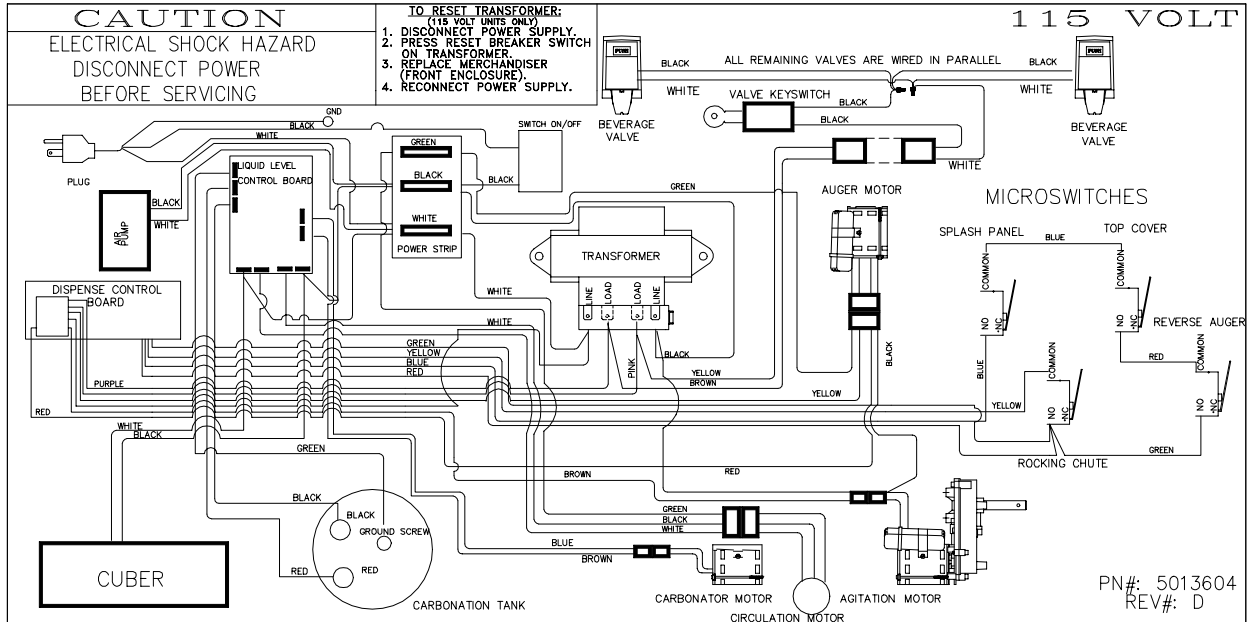 CAUTION
ELECTRICAL SHOCK HAZARD
DISCONNECT POWER
BEFORE SERVICING
TO RESET TRANSFORMER:
(115 VOLT UNITS ONLY)
1. DISCONNECT POWER SUPPLY.
2. PRESS RESET BREAKER SWITCH
ON TRANSFORMER.
3. REPLACE MERCHANDISER
(FRONT ENCLOSURE).
4. RECONNECT POWER SUPPLY.
115 VOLT
PUSH
BLACK
WHITE
BEVERAGE
VALVE
ALL REMAINING VALVES ARE WIRED IN PARALLEL
VALVE KEYSWITCH
BLACK
BLACK
WHITE
BLACK
WHITE
PUSH
BEVERAGE
VALVE
GND
BLACK
WHITE
PLUG
SWITCH ON/OFF
BLACK
GREEN
BLACK
WHITE
POWER STRIP
LIQUID LEVEL
CONTROL BOARD
AIR
PUMP
BLACK
WHITE
DISPENSE CONTROL
BOARD
GREEN
TRANSFORMER
LINE
LOAD
LOAD
LINE
WHITE
WHITE
BLACK
PINK
AUGER MOTOR
BLACK
YELLOW
BROWN
YELLOW
MICROSWITCHES
SPLASH PANEL
BLUE
TOP COVER
COMMON
NO
NC
COMMON
NO
NC
REVERSE AUGER
RED
COMMON
NO
NC
BLUE
COMMON
NO
NC
YELLOW
GREEN
ROCKING CHUTE
GREEN
YELLOW
BLUE
RED
PURPLE
RED
WHITE
BLACK
GREEN
BROWN
RED
BLACK
BLACK
GROUND SCREW
RED
RED
CARBONATION TANK
CUBER
GREEN
BLACK
WHITE
BLUE
BROWN
CARBONATOR MOTOR
CIRCULATION MOTOR
AGITATION MOTOR
PN#: 5013604
REV#: D